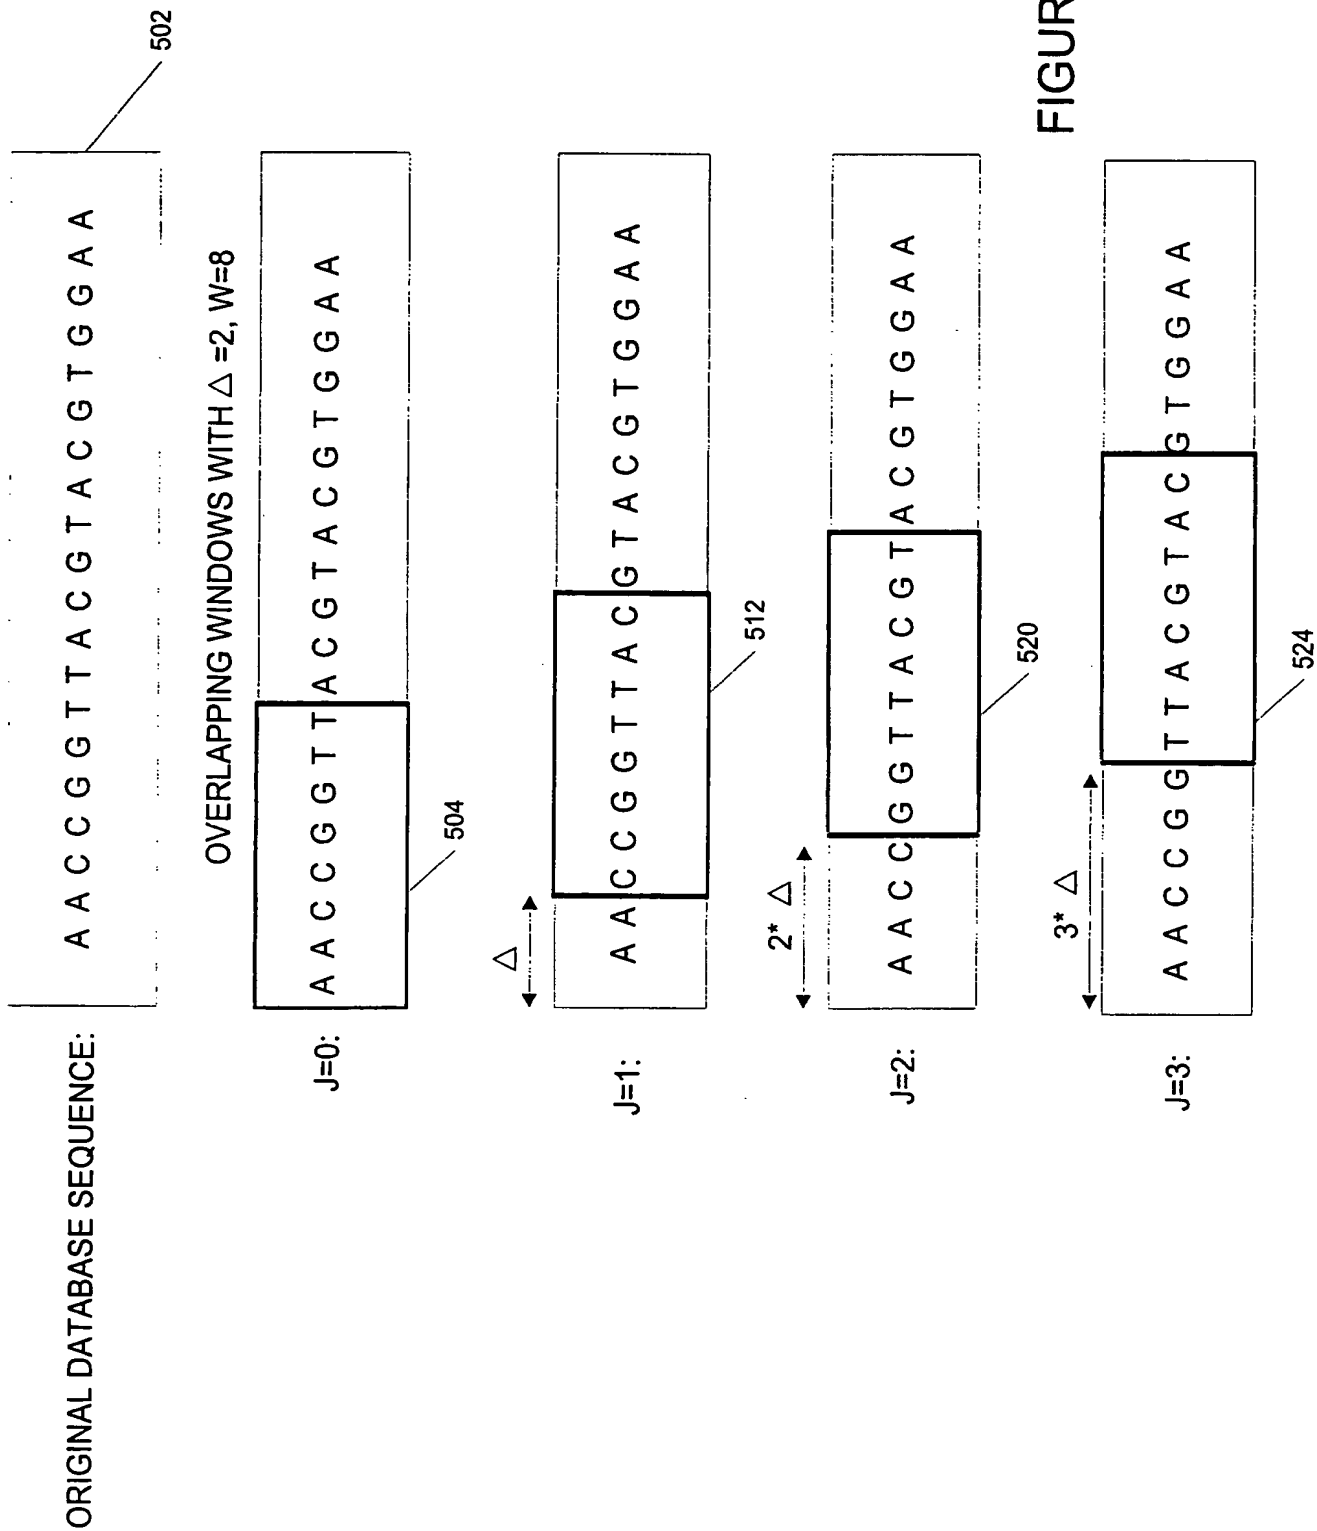 ORIGINAL DATABASE SEQUENCE:
A A C C G G T T A C G T A C G T G G A A
502
OVERLAPPING WINDOWS WITH △ =2, W=8
J=0:
A A C C G G T T A C G T A C G T G G A A
504
△
J=1:
A A C C G G T T A C G T A C G T G G A A
512
2* △
J=2:
A A C C G G T T A C G T A C G T G G A A
520
3* △
J=3:
A A C C G G T T A C G T A C G T G G A A
524
FIGUR